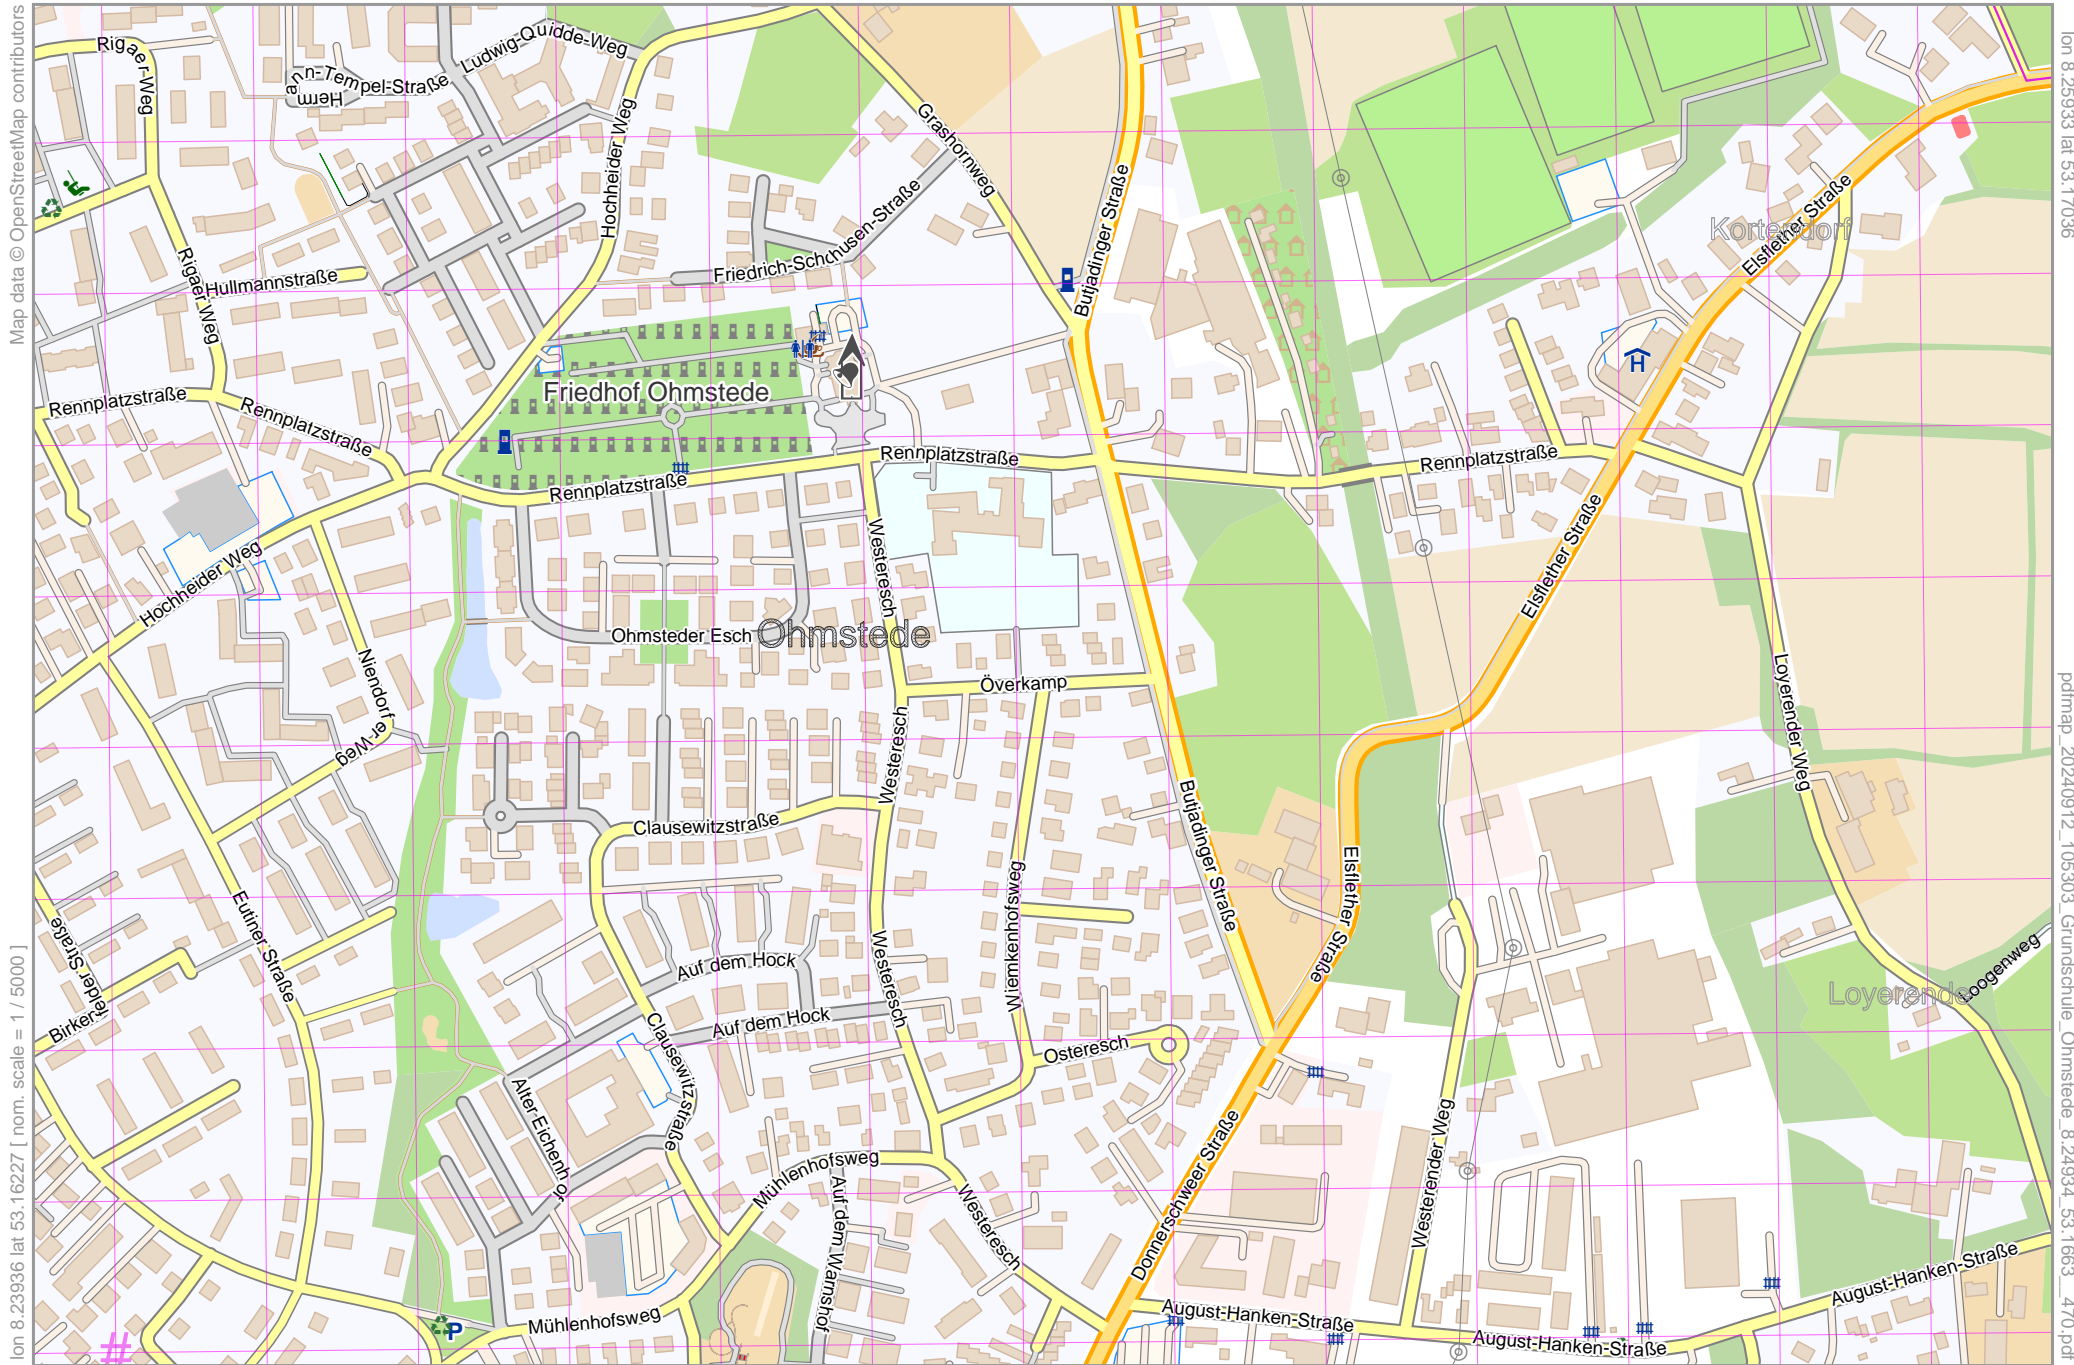 Map data © OpenStreetMap contributors
lon 8.23936 lat 53.16227 [ nom. scale = 1 / 5000 ]
lon 8.25933 lat 53.17036
pdfmap_20240912_105303_Grundschule_Ohmstede_8.24934_53.1663__470.pdf
Rigaer-Weg
Ludwig-Quidde-Weg
Hermann-Tempel-Straße
Hochheider Weg
Grashornweg
Butjadinger Straße
Elsflether Straße
Kortendorf
Rigaer Weg
Hullmannstraße
Friedrich-Schohusen-Straße
Friedhof Ohmstede
H
Rennplatzstraße
Rennplatzstraße
Rennplatzstraße
Rennplatzstraße
Rennplatzstraße
Hochheider Weg
Westeresch
Elsflether Straße
Ohmsteder Esch
Ohmstede
Niendorfer-Weg
Överkamp
Loyerender Weg
Westeresch
Clausewitzstraße
Butjadinger Straße
Elsflether Straße
Eutiner Straße
Birkenfelder Straße
Wiemkenhofsweg
Westeresch
Auf dem Hock
Auf dem Hock
Clausewitzstraße
Osteresch
Loyerende
Loogenweg
Alter Eichenhof
Mühlenhofsweg
Auf dem Warnshof
Westeresch
Donnerschweer Straße
Westerender Weg
Mühlenhofsweg
P
#
August-Hanken-Straße
August-Hanken-Straße
August-Hanken-Straße